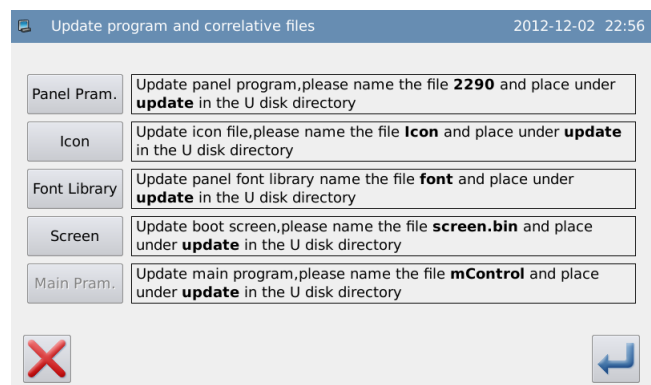 Update program and correlative files 2012-12-02 22:56
Panel Pram. Update panel program,please name the file 2290 and place under
update in the U disk directory
Icon Update icon file,please name the file Icon and place under update
in the U disk directory
Font Library Update panel font library name the file font and place under
update in the U disk directory
Screen Update boot screen,please name the file screen.bin and place
under update in the U disk directory
Main Pram. Update main program,please name the file mControl and place
under update in the U disk directory